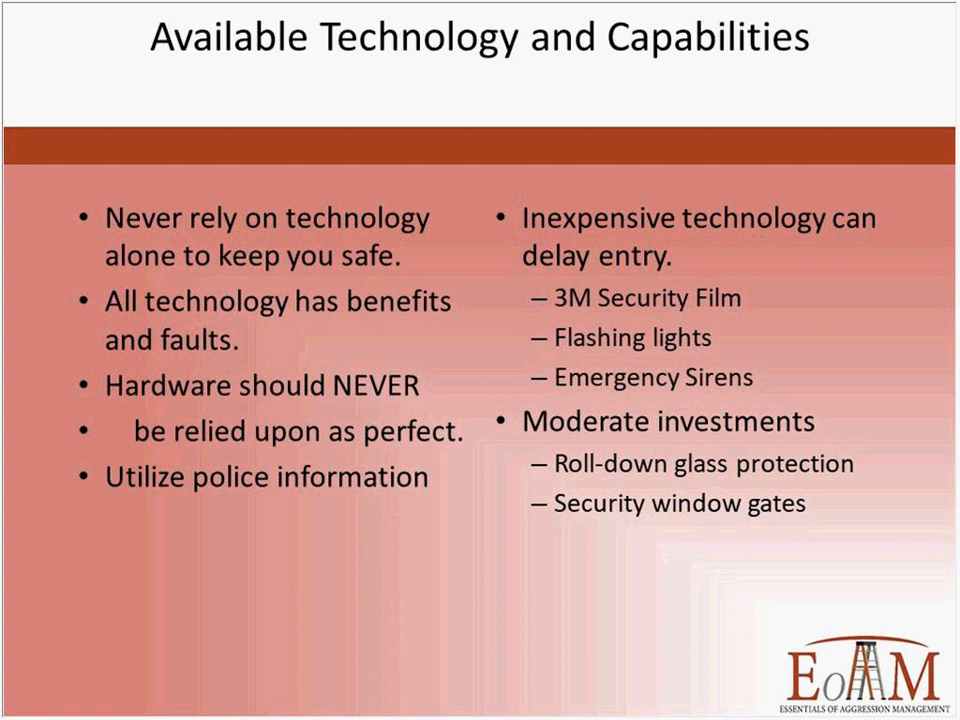 Available Technology and Capabilities
• Never rely on technology
alone to keep you safe.
• All technology has benefits
and faults.
• Hardware should NEVER
• be relied upon as perfect.
• Utilize police information
• Inexpensive technology can
delay entry.
– 3M Security Film
– Flashing lights
– Emergency Sirens
• Moderate investments
– Roll-down glass protection
– Security window gates
EoAM
ESSENTIALS OF AGGRESSION MANAGEMENT